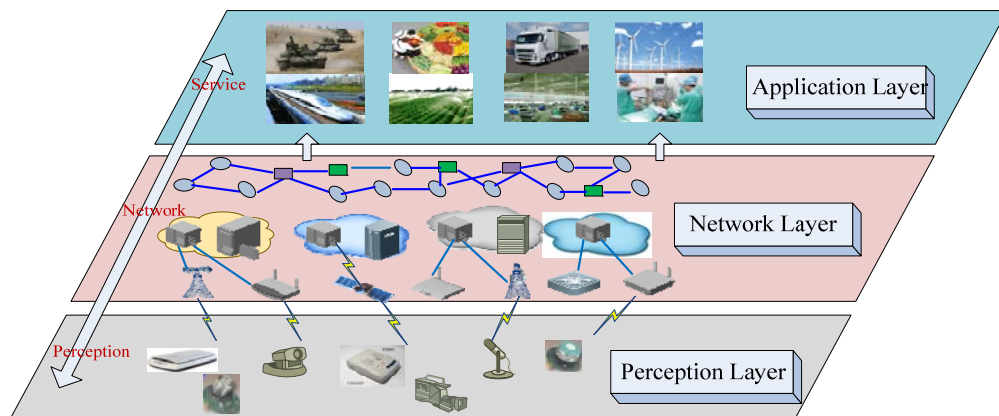 Service
Application Layer
Network
Network Layer
Perception
Perception Layer